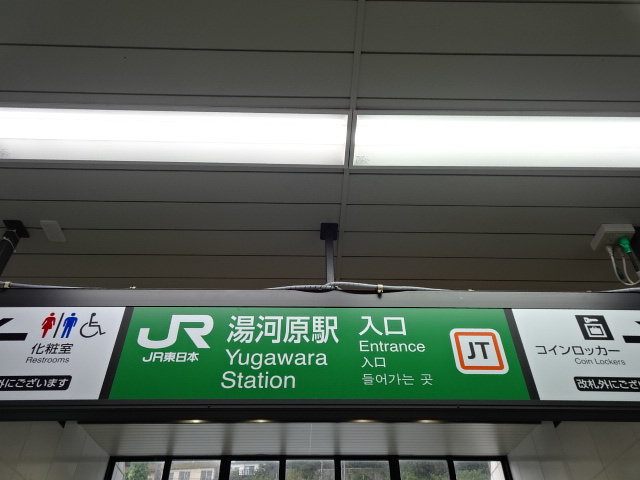 化粧室
Restrooms
外にございます
JR
JR東日本
湯河原駅
Yugawara
Station
入口
Entrance
入口
들어가는 곳
JT
コインロッカー
Coin Lockers
改札外にござい